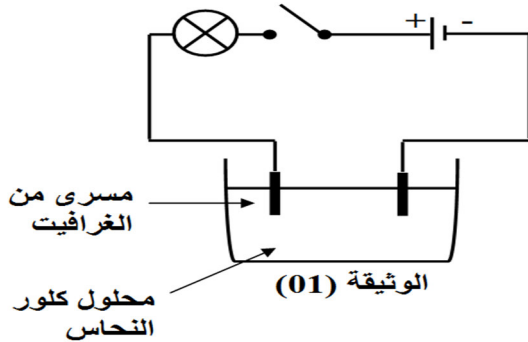 + -
مسرى من
الغرافيت
الوثيقة (01)
محلول كلور
النحاس